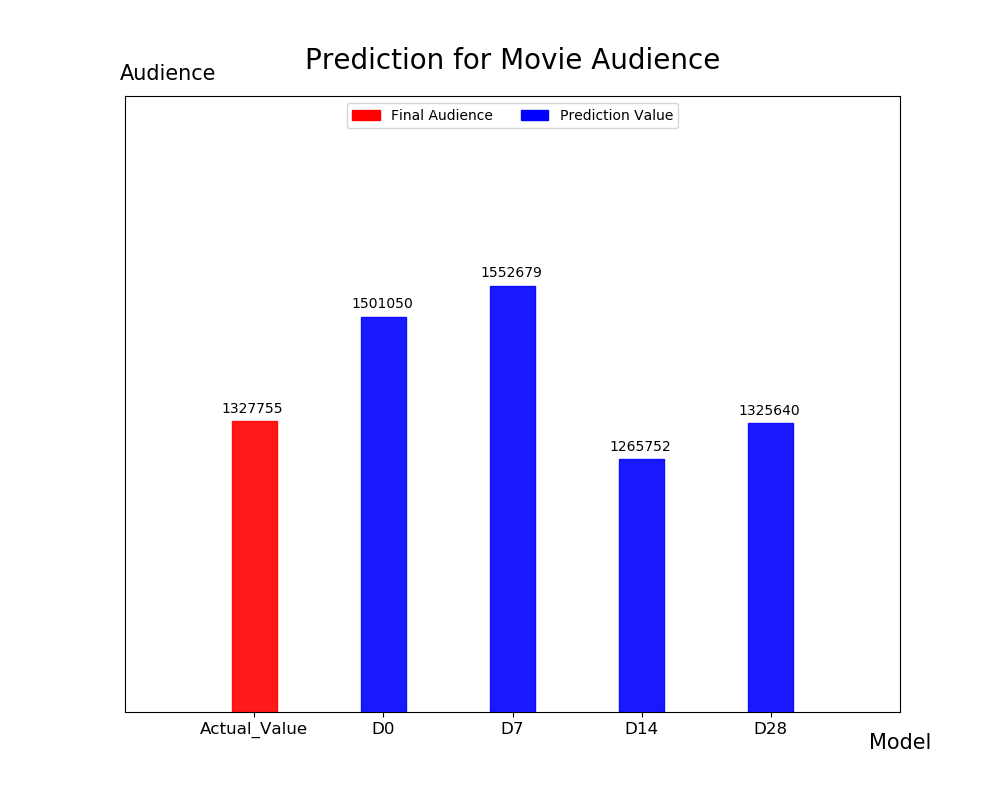 Prediction for Movie Audience
Audience
Final Audience
Prediction Value
1552679
1501050
1327755
1325640
1265752
Actual_Value
D0
D7
D14
D28
Model